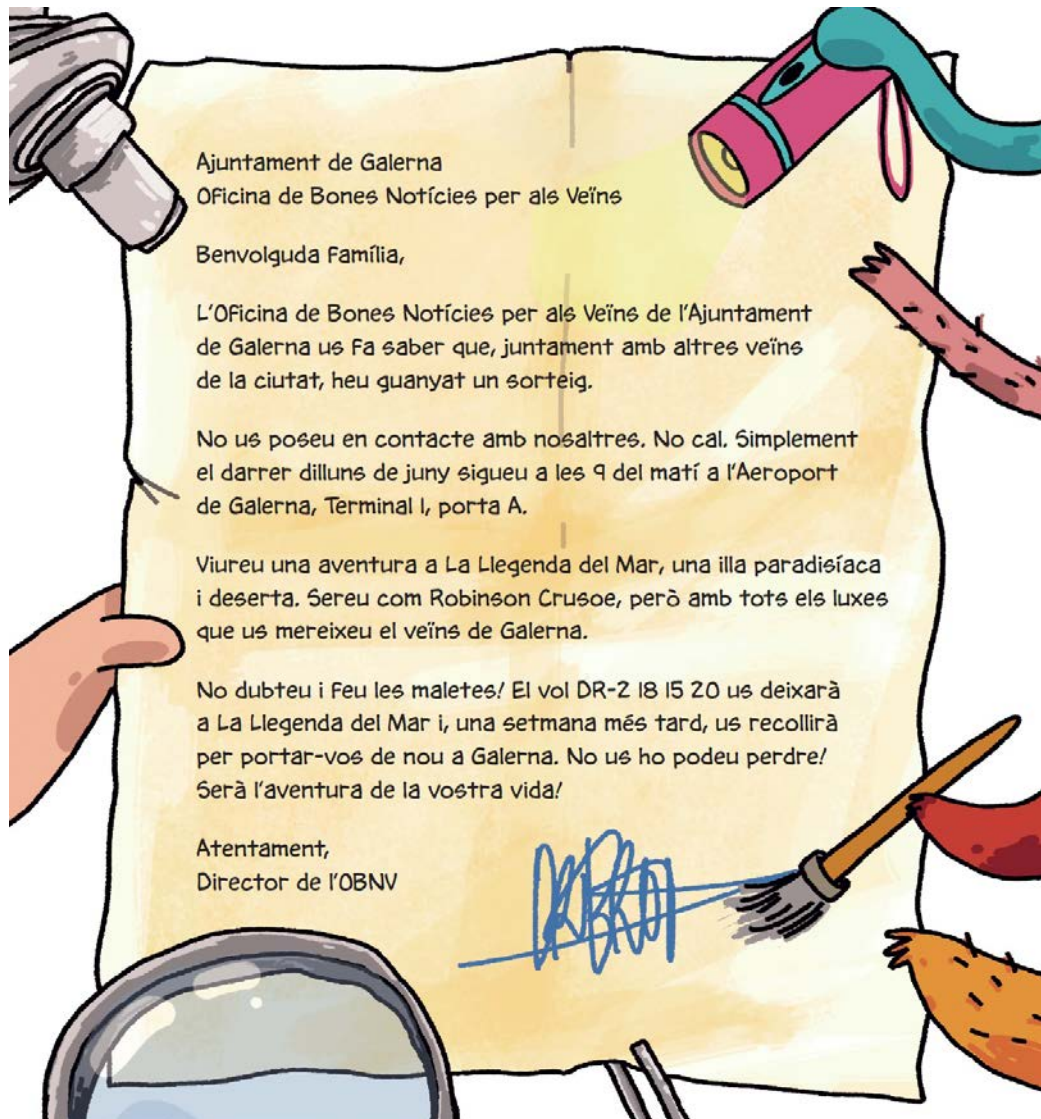 Ajuntament de Galerna
Oficina de Bones Notícies per als Veïns
Benvolguda Família,
L'Oficina de Bones Notícies per als Veïns de l'Ajuntament
de Galerna us fa saber que, juntament amb altres veïns
de la ciutat, heu guanyat un sorteig.
No us poseu en contacte amb nosaltres. No cal. Simplement
el darrer dilluns de juny sigueu a les 9 del matí a l'Aeroport
de Galerna, Terminal 1, porta A.
Viureu una aventura a La Llegenda del Mar, una illa paradisíaca
i deserta. Sereu com Robinson Crusoe, però amb tots els luxes
que us mereixeu el veïns de Galerna.
No dubteu i feu les maletes! El vol DR-2 18 15 20 us deixarà
a La Llegenda del Mar i, una setmana més tard, us recollirà
per portar-vos de nou a Galerna. No us ho podeu perdre!
Serà l'aventura de la vostra vida!
Atentament,
Director de l'OBNV